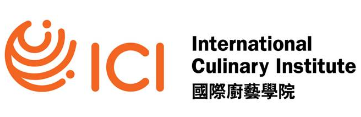 ICI
International
Culinary Institute
國際廚藝學院